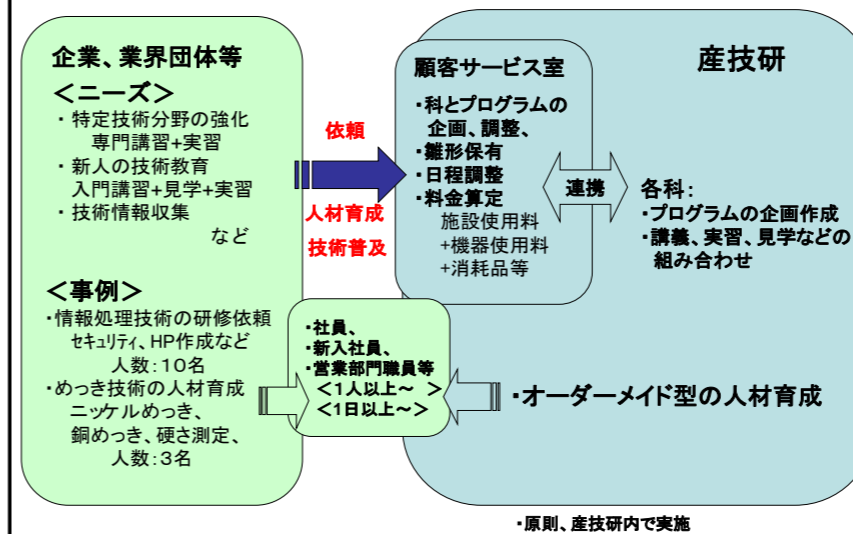 企業、業界団体等
＜ニーズ＞
・ 特定技術分野の強化
専門講習+実習
・ 新人の技術教育
入門講習+見学+実習
・ 技術情報収集
など
＜事例＞
・情報処理技術の研修依頼
セキュリティ、HP作成など
人数：10名
・めっき技術の人材育成
ニッケルめっき、
銅めっき、硬さ測定、
人数：3名
依頼
人材育成
技術普及
・社員、
・新入社員、
・営業部門職員等
＜1人以上～ ＞
＜1日以上～＞
産技研
顧客サービス室
・科とプログラムの
企画、調整、
・雛形保有
・日程調整
・料金算定
施設使用料
+機器使用料
+消耗品等
連携
各科：
・プログラムの企画作成
・講義、実習、見学などの
組み合わせ
・オーダーメイド型の人材育成
・原則、産技研内で実施